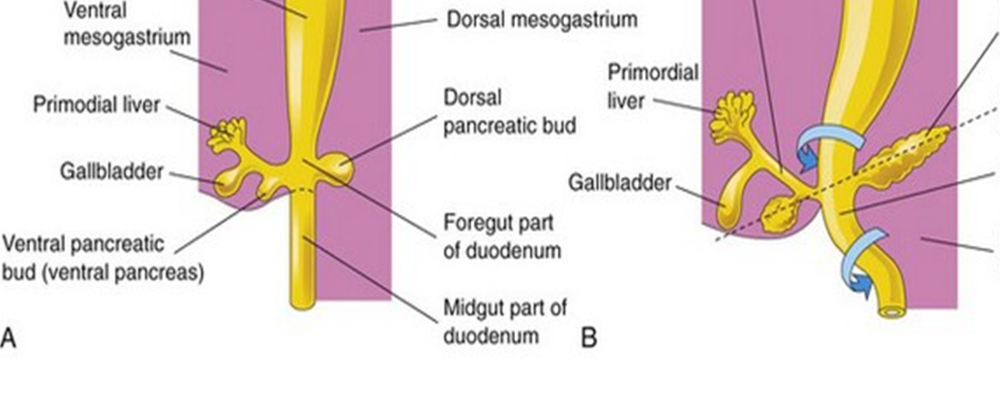 Ventral
mesogastrium
Dorsal mesogastrium
Primodial liver
Dorsal
pancreatic bud
Gallbladder
Ventral pancreatic
bud (ventral pancreas)
Foregut part
of duodenum
Midgut part of
duodenum
A
Primordial
liver
Gallbladder
B